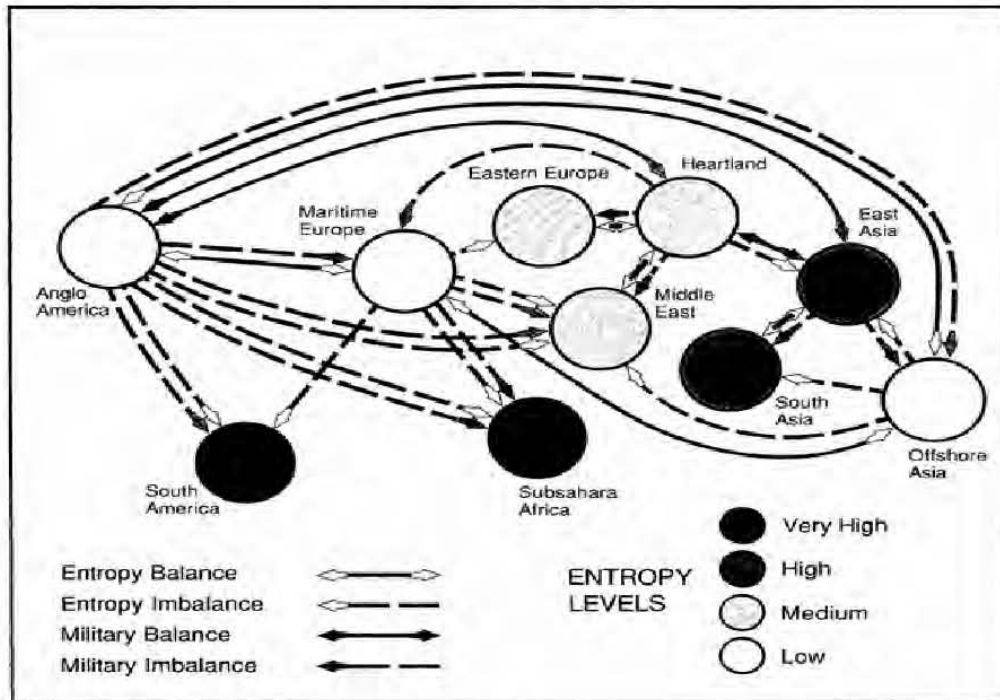 Eastern Europe
Heartland
Maritime
Europe
East
Asia
Anglo
America
Middle
East
South
Asia
Offshore
Asia
South
America
Subsahara
Africa
Entropy Balance
Entropy Imbalance
Military Balance
Military Imbalance
ENTROPY
LEVELS
Very High
High
Medium
Low